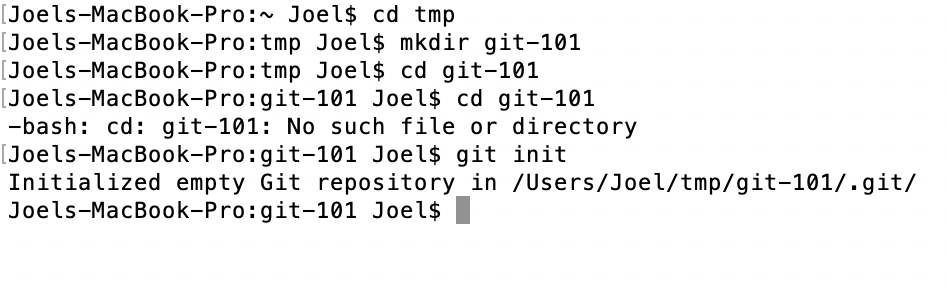 [Joels-MacBook-Pro:~ Joel$ cd tmp
[Joels-MacBook-Pro:tmp Joel$ mkdir git-101
[Joels-MacBook-Pro:tmp Joel$ cd git-101
[Joels-MacBook-Pro:git-101 Joel$ cd git-101
-bash: cd: git-101: No such file or directory
[Joels-MacBook-Pro:git-101 Joel$ git init
Initialized empty Git repository in /Users/Joel/tmp/git-101/.git/
Joels-MacBook-Pro:git-101 Joel$